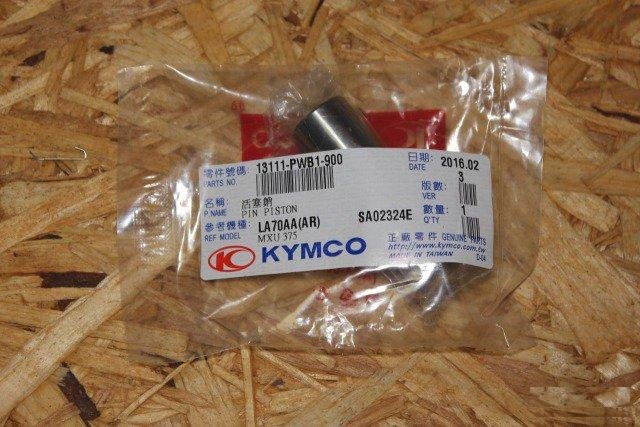 零件號碼: 13111-PWB1-900
PARTS NO.
日期: 2016.02
DATE
版數: 3
VER
名稱: 活塞銷
P.NAME PIN PISTON
數量: 1
Q'TY
參考機種: LA70AA(AR) SA02324E
REF MODEL MXU 375
正廠零件 GENUINE PARTS
http://www.kymco.com.tw
MADE IN TAIWAN D-04
KYMCO